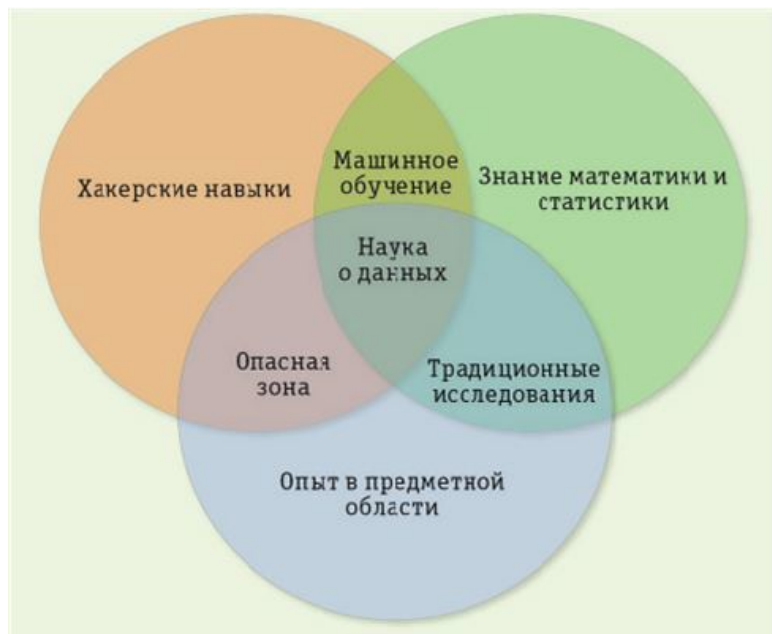 Хакерские навыки
Машинное
обучение
Знание математики и
статистики
Наука
о данных
Опасная
зона
Традиционные
исследования
Опыт в предметной
области